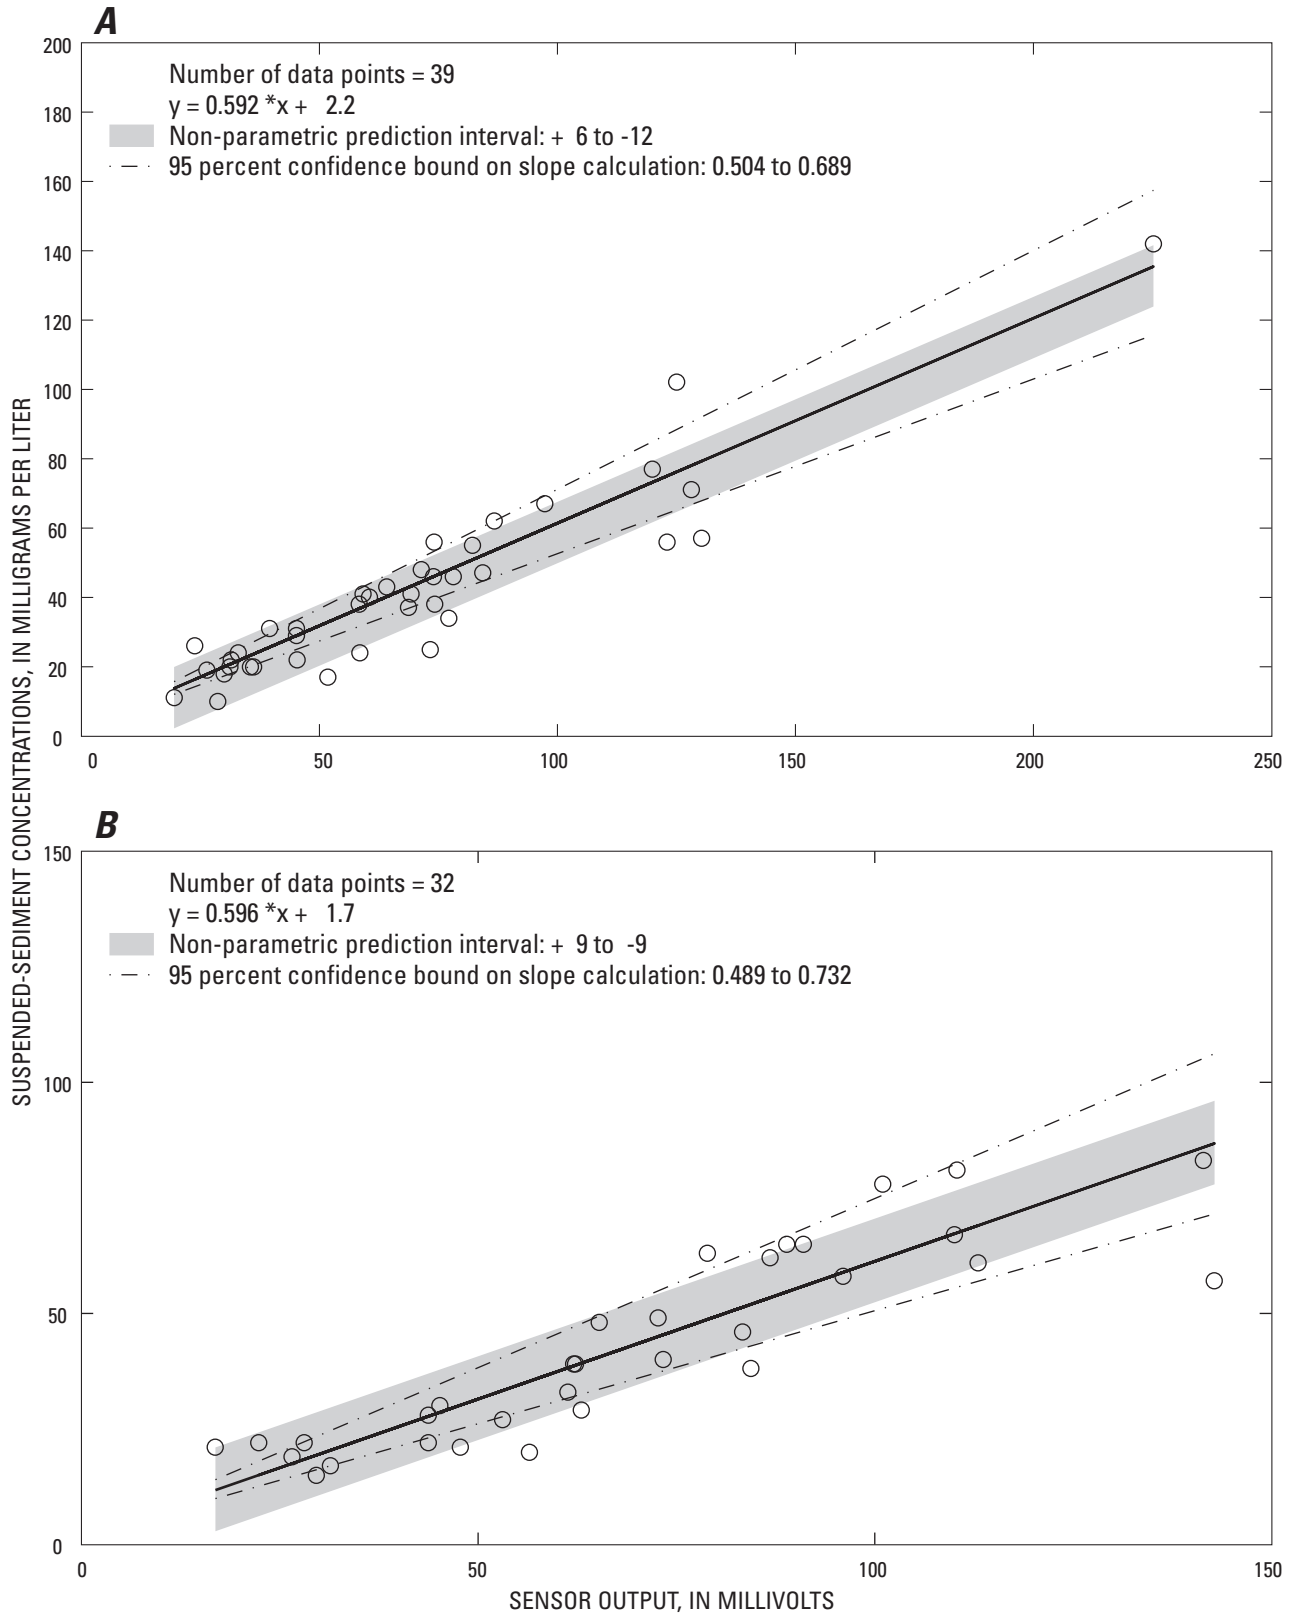 A
200
Number of data points = 39
y = 0.592 *x + 2.2
180
Non-parametric prediction interval: + 6 to -12
95 percent confidence bound on slope calculation: 0.504 to 0.689
160
140
120
100
80
60
40
20
0
0 50 100 150 200 250
SUSPENDED-SEDIMENT CONCENTRATIONS, IN MILLIGRAMS PER LITER
B
150
Number of data points = 32
y = 0.596 *x + 1.7
Non-parametric prediction interval: + 9 to -9
95 percent confidence bound on slope calculation: 0.489 to 0.732
100
50
0
0 50 100 150
SENSOR OUTPUT, IN MILLIVOLTS